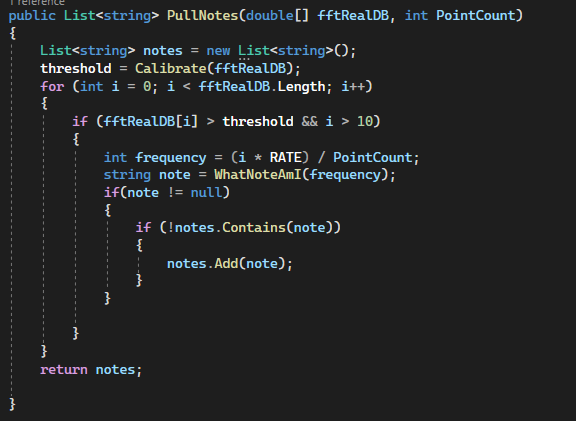 1 reference
public List<string> PullNotes(double[] fftRealDB, int PointCount)
{
    List<string> notes = new List<string>();
    threshold = Calibrate(fftRealDB);
    for (int i = 0; i < fftRealDB.Length; i++)
    {
        if (fftRealDB[i] > threshold && i > 10)
        {
            int frequency = (i * RATE) / PointCount;
            string note = WhatNoteAmI(frequency);
            if(note != null)
            {
                if (!notes.Contains(note))
                {
                    notes.Add(note);
                }
            }

        }
    }
    return notes;

}